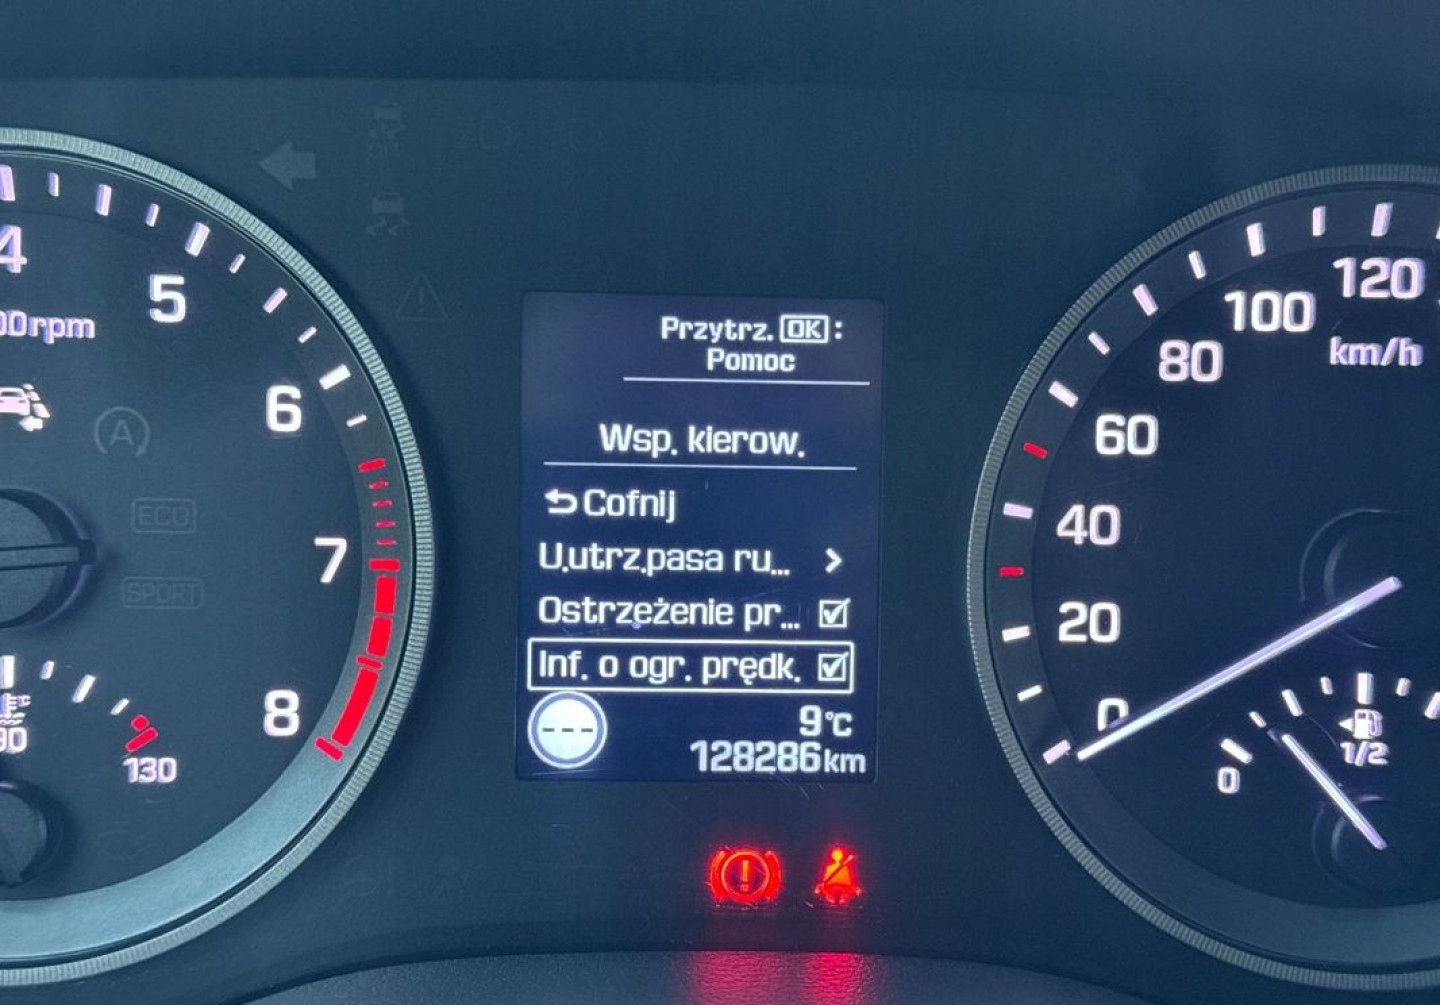 Przytrz. OK :
Pomoc
Wsp. kierow.
Cofnij
U.utrz.pasa ru...
Ostrzeżenie pr...
Inf. o ogr. prędk.
---
9°C
128286km
4
5
6
7
8
00rpm
A
ECO
SPORT
OFF
90
130
0
20
40
60
80
100
120
km/h
0
1/2